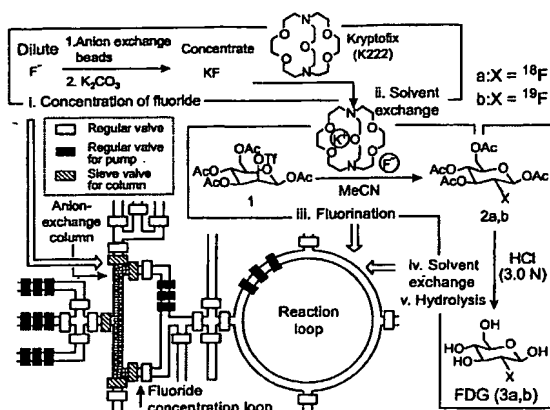 Dilute
F⁻
1.Anion exchange
beads
2. K₂CO₃
Concentrate
KF
Kryptofix
(K222)
i. Concentration of fluoride
ii. Solvent
exchange
a:X = ¹⁸F
b:X = ¹⁹F
Regular valve
Regular valve
for pump
Sieve valve
for column
AcO
OTf
AcO
AcO
OAc
1
N
O
O
O
K⁺
O
O
O
N
F⁻
MeCN
iii. Fluorination
AcO
AcO
AcO
O
OAc
X
2a,b
Anion-
exchange
column
Reaction
loop
iv. Solvent
exchange
v. Hydrolysis
HCl
(3.0 N)
OH
HO
HO
O
OH
X
FDG (3a,b)
Fluoride
concentration loop